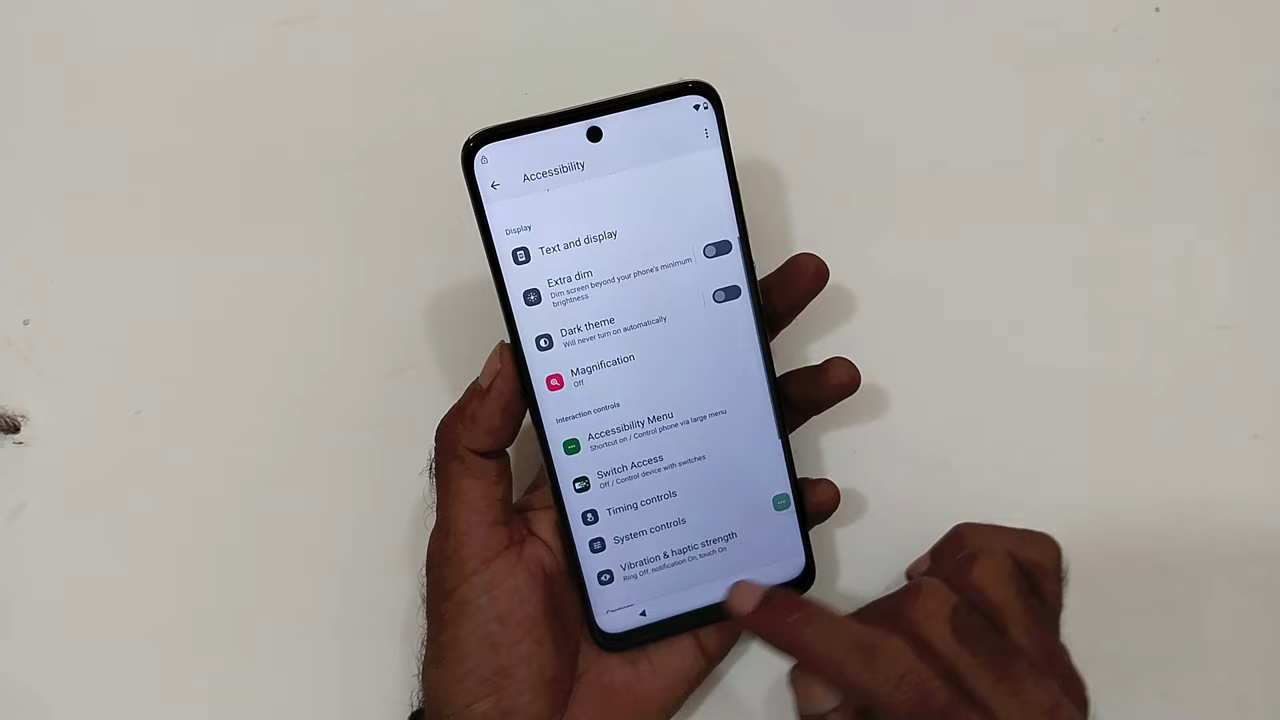 Accessibility
Display
Text and display
Extra dim
Dim screen beyond your phone's minimum
brightness
Dark theme
Will never turn on automatically
Magnification
Off
Interaction controls
Accessibility Menu
Shortcut on / Control phone via large menu
Switch Access
Off / Control device with switches
Timing controls
System controls
Vibration & haptic strength
Ring Off, notification On, touch On